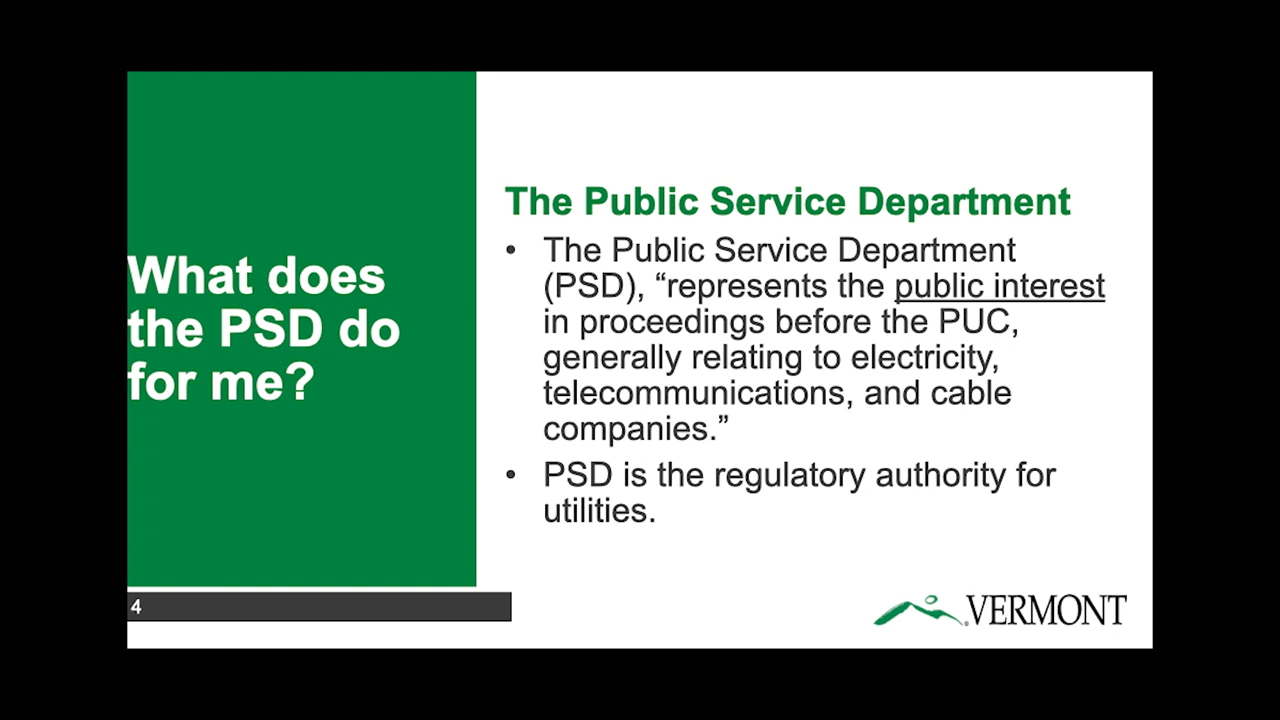 What does
the PSD do
for me?
The Public Service Department
• The Public Service Department
(PSD), “represents the public interest
in proceedings before the PUC,
generally relating to electricity,
telecommunications, and cable
companies.”
• PSD is the regulatory authority for
utilities.
4
VERMONT